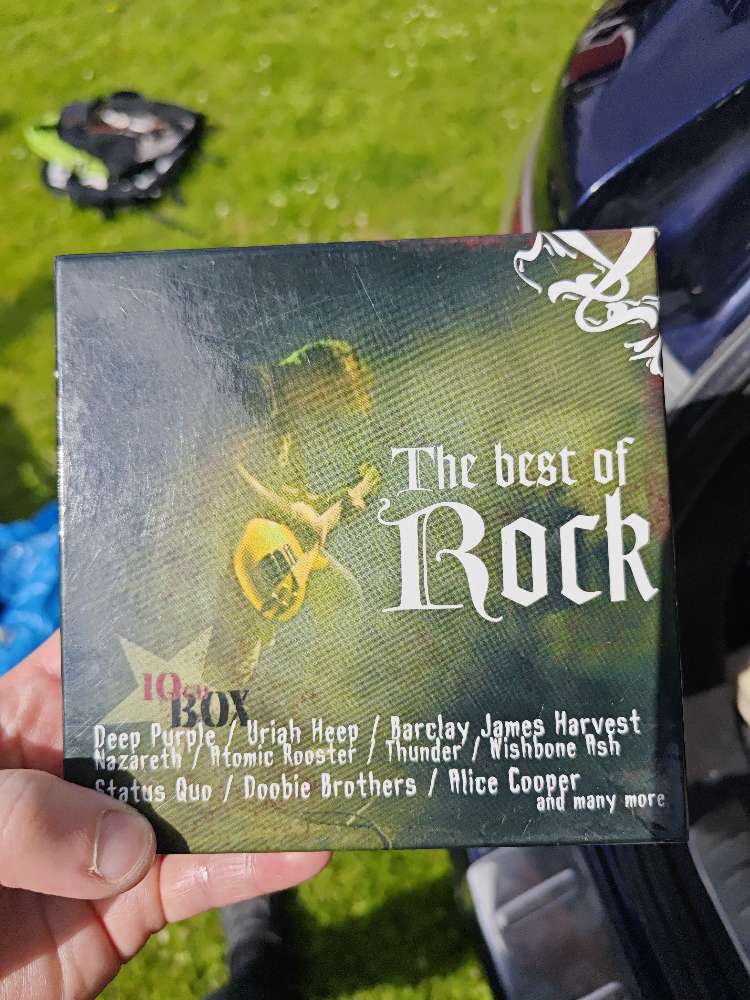 The best of
Rock
10CD
BOX
Deep Purple / Uriah Heep / Barclay James Harvest
Nazareth / Atomic Rooster / Thunder / Wishbone Ash
Status Quo / Doobie Brothers / Alice Cooper
and many more